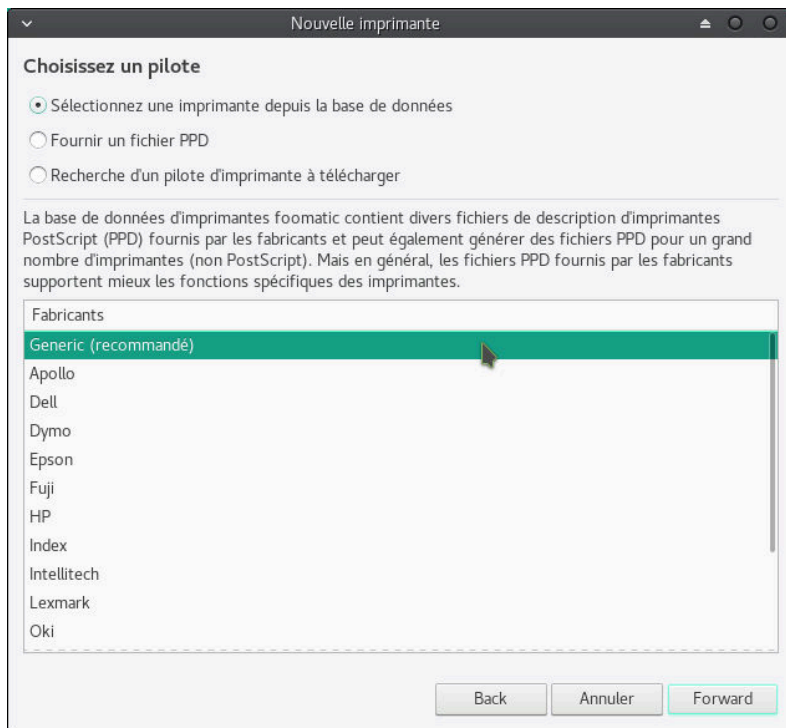 Nouvelle imprimante
Choisissez un pilote
Sélectionnez une imprimante depuis la base de données
Fournir un fichier PPD
Recherche d'un pilote d'imprimante à télécharger
La base de données d'imprimantes foomatic contient divers fichiers de description d'imprimantes
PostScript (PPD) fournis par les fabricants et peut également générer des fichiers PPD pour un grand
nombre d'imprimantes (non PostScript). Mais en général, les fichiers PPD fournis par les fabricants
supportent mieux les fonctions spécifiques des imprimantes.
Fabricants
Generic (recommandé)
Apollo
Dell
Dymo
Epson
Fuji
HP
Index
Intellitech
Lexmark
Oki
Back Annuler Forward